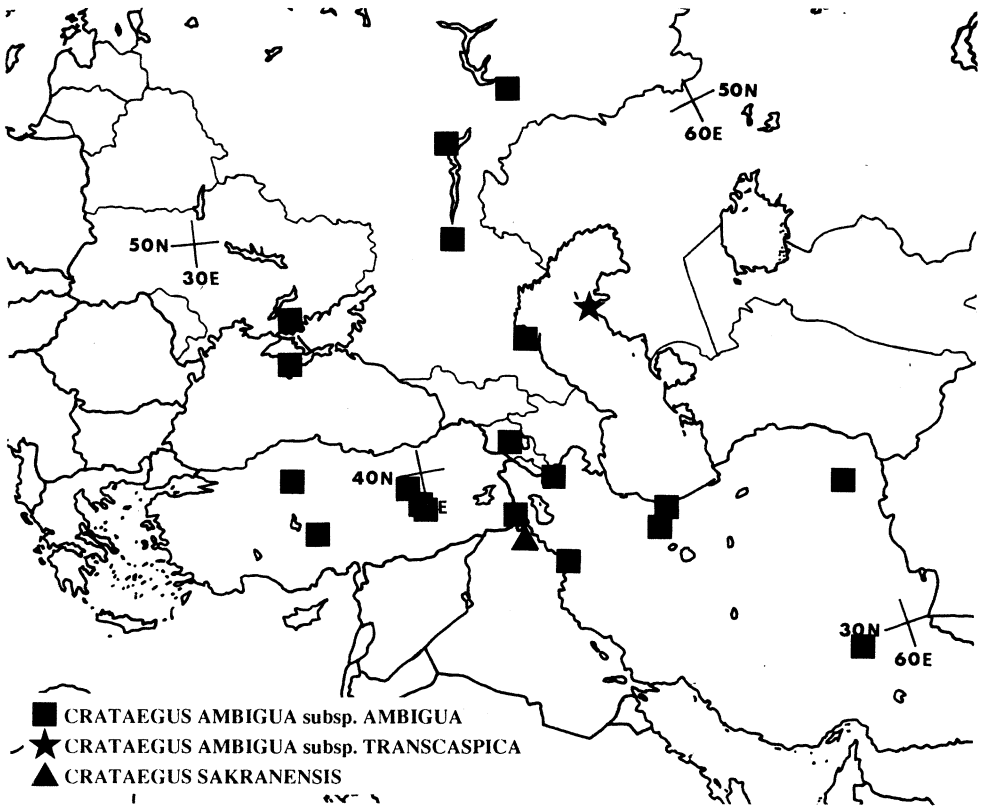 50N
60E
50N
30E
40N
E
30N
60E
CRATAEGUS AMBIGUA subsp. AMBIGUA
CRATAEGUS AMBIGUA subsp. TRANSCASPICA
CRATAEGUS SAKRANENSIS